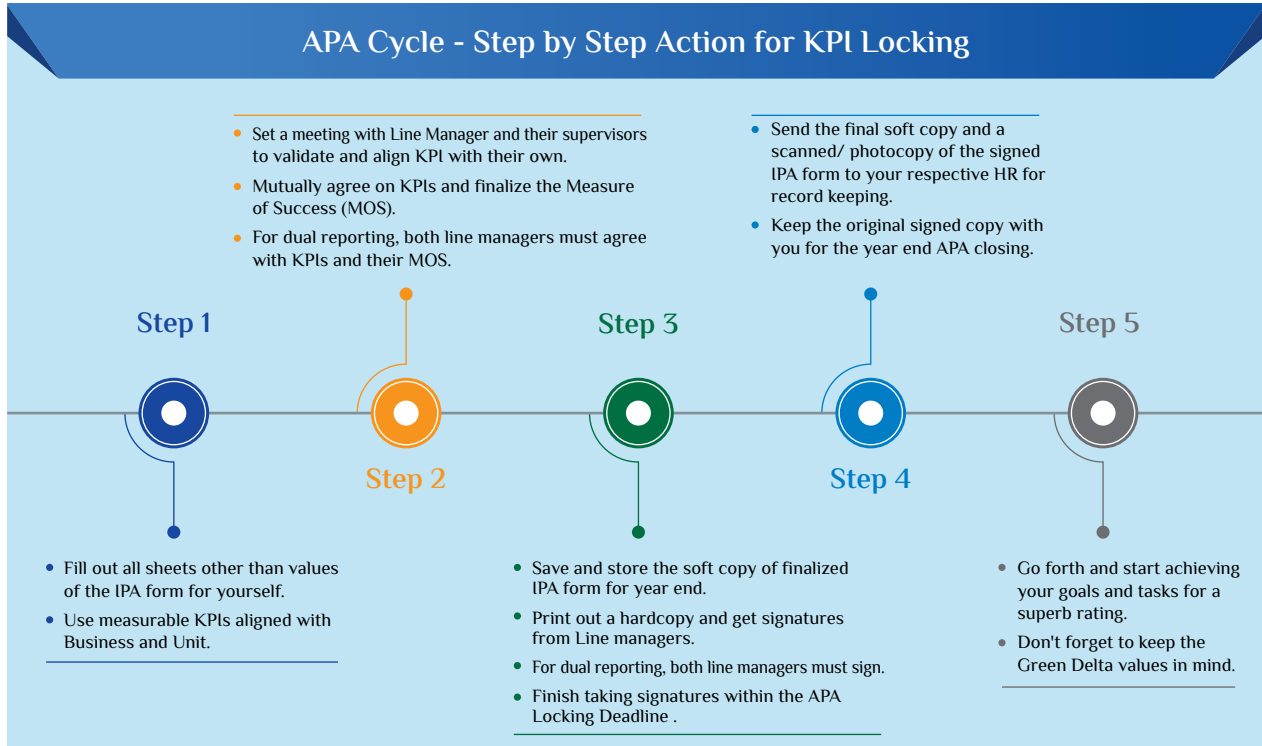 APA Cycle - Step by Step Action for KPI Locking
Step 1
• Fill out all sheets other than values
of the IPA form for yourself.
• Use measurable KPIs aligned with
Business and Unit.
• Set a meeting with Line Manager and their supervisors
to validate and align KPI with their own.
• Mutually agree on KPIs and finalize the Measure
of Success (MOS).
• For dual reporting, both line managers must agree
with KPIs and their MOS.
Step 2
Step 3
• Save and store the soft copy of finalized
IPA form for year end.
• Print out a hardcopy and get signatures
from Line managers.
• For dual reporting, both line managers must sign.
• Finish taking signatures within the APA
Locking Deadline .
• Send the final soft copy and a
scanned/ photocopy of the signed
IPA form to your respective HR for
record keeping.
• Keep the original signed copy with
you for the year end APA closing.
Step 4
Step 5
• Go forth and start achieving
your goals and tasks for a
superb rating.
• Don't forget to keep the
Green Delta values in mind.